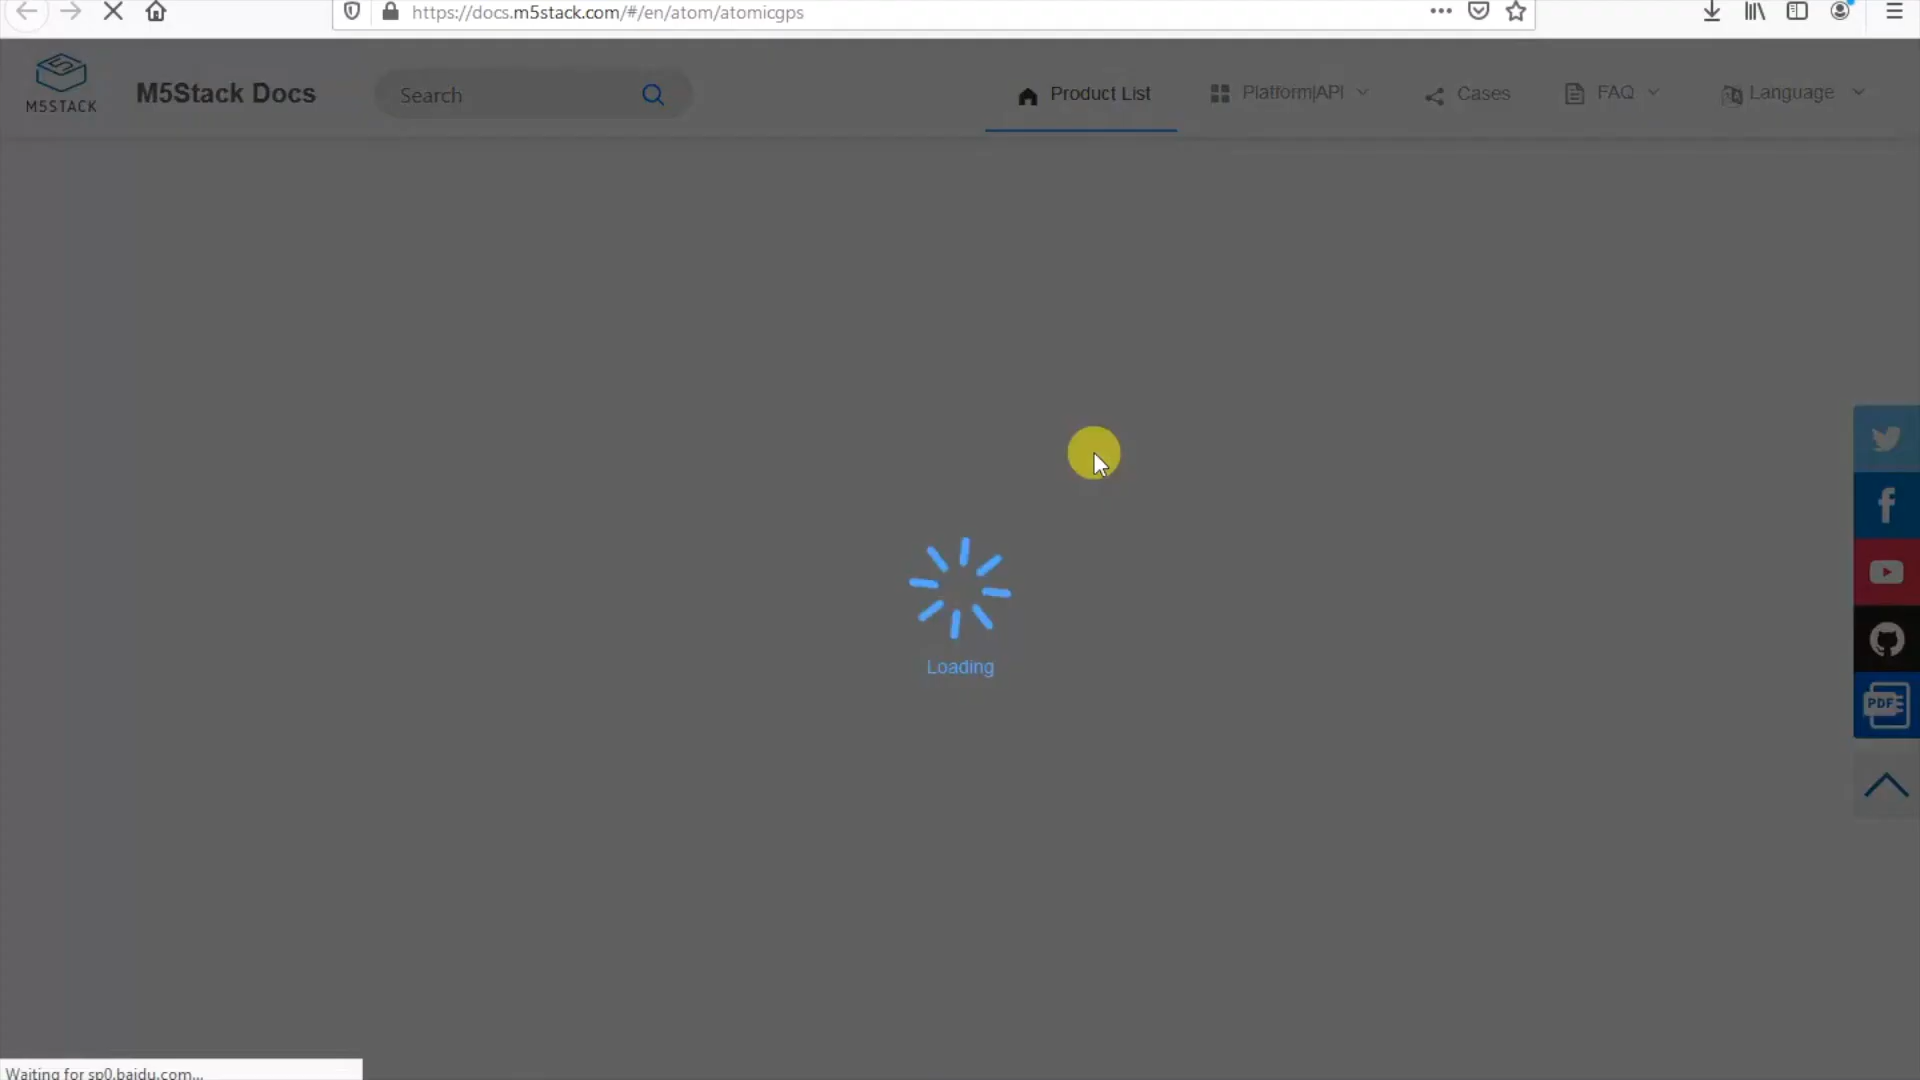 https://docs.m5stack.com/#/en/atom/atomicgps
M5STACK
M5Stack Docs
Search
Product List
Platform|API
Cases
FAQ
Language
Loading
PDF
Waiting for sp0.baidu.com...